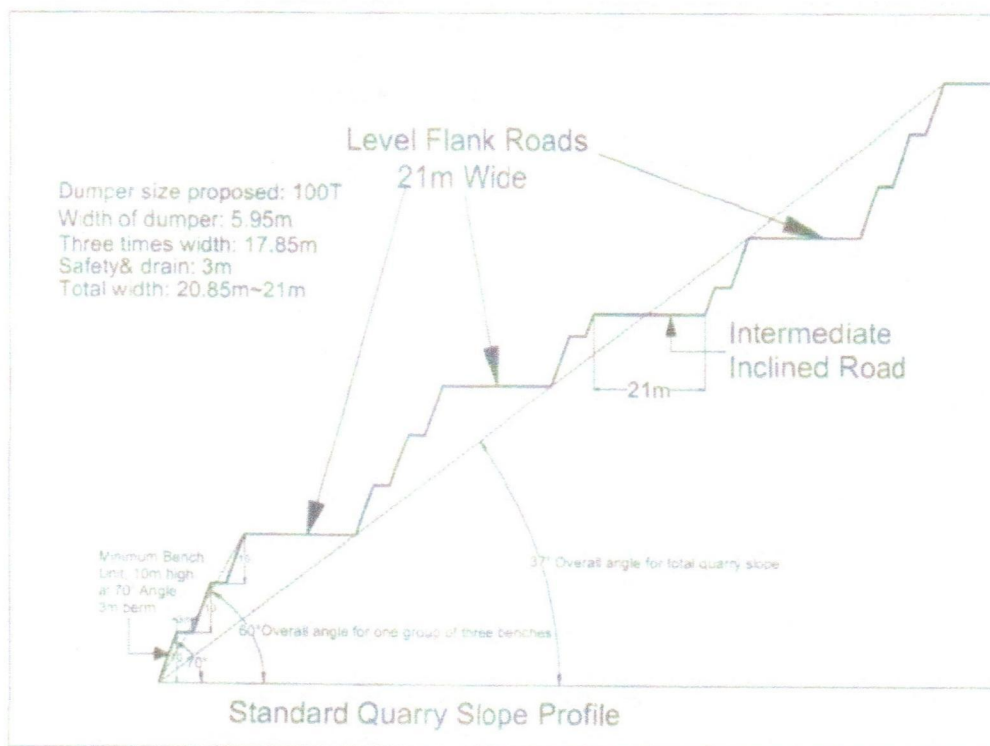 Level Flank Roads
21m Wide
Dumper size proposed: 100T
Width of dumper: 5.95m
Three times width: 17.85m
Safety& drain: 3m
Total width: 20.85m~21m
Intermediate
Inclined Road
21m
Minimum Bench
Unit, 10m high
at 70° Angle
3m berm
37° Overall angle for total quarry slope
60°Overall angle for one group of three benches
70°
Standard Quarry Slope Profile